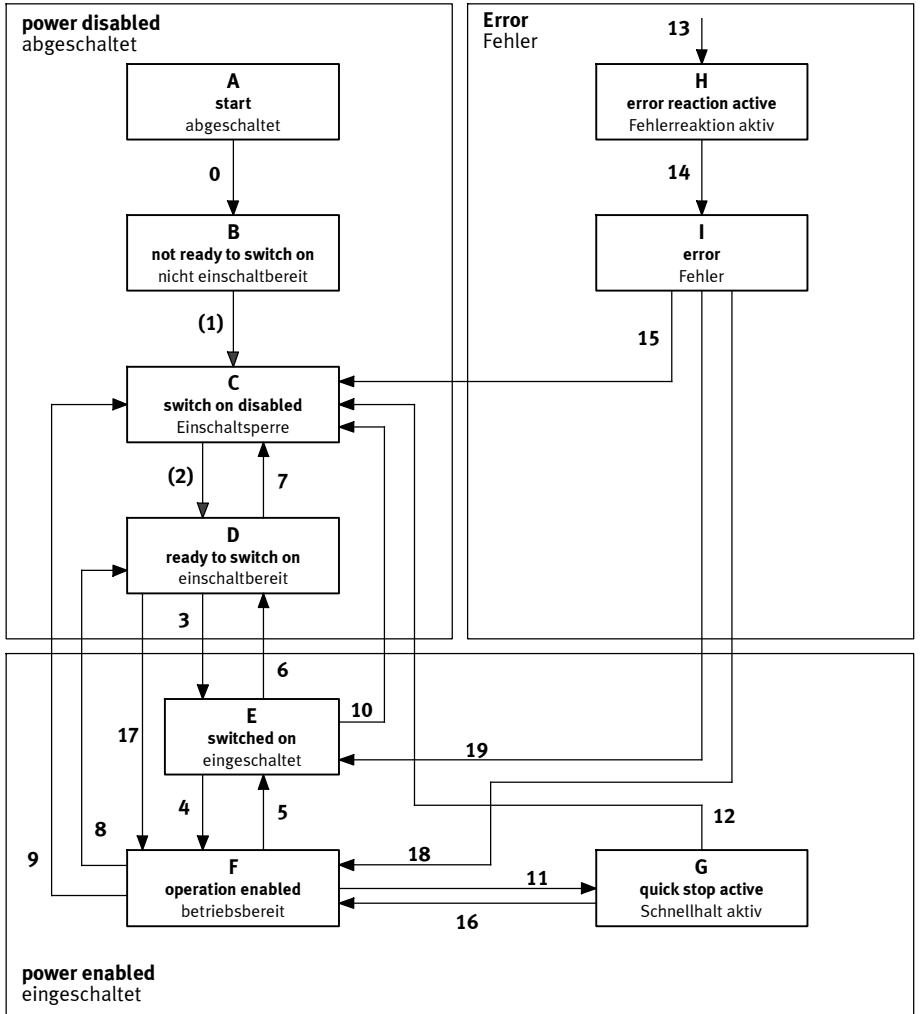 power disabled
abgeschaltet
A
start
abgeschaltet
0
B
not ready to switch on
nicht einschaltbereit
(1)
C
switch on disabled
Einschaltsperre
(2)
7
D
ready to switch on
einschaltbereit
3
Error
Fehler
13
H
error reaction active
Fehlerreaktion aktiv
14
I
error
Fehler
15
6
17
E
switched on
eingeschaltet
10
19
4
5
8
9
12
18
F
operation enabled
betriebsbereit
11
16
G
quick stop active
Schnellhalt aktiv
power enabled
eingeschaltet